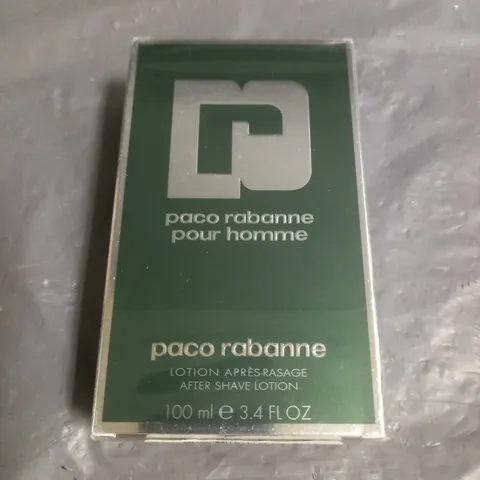 paco rabanne
pour homme
paco rabanne
LOTION APRÈS-RASAGE
AFTER SHAVE LOTION
100 ml e 3.4 FL OZ